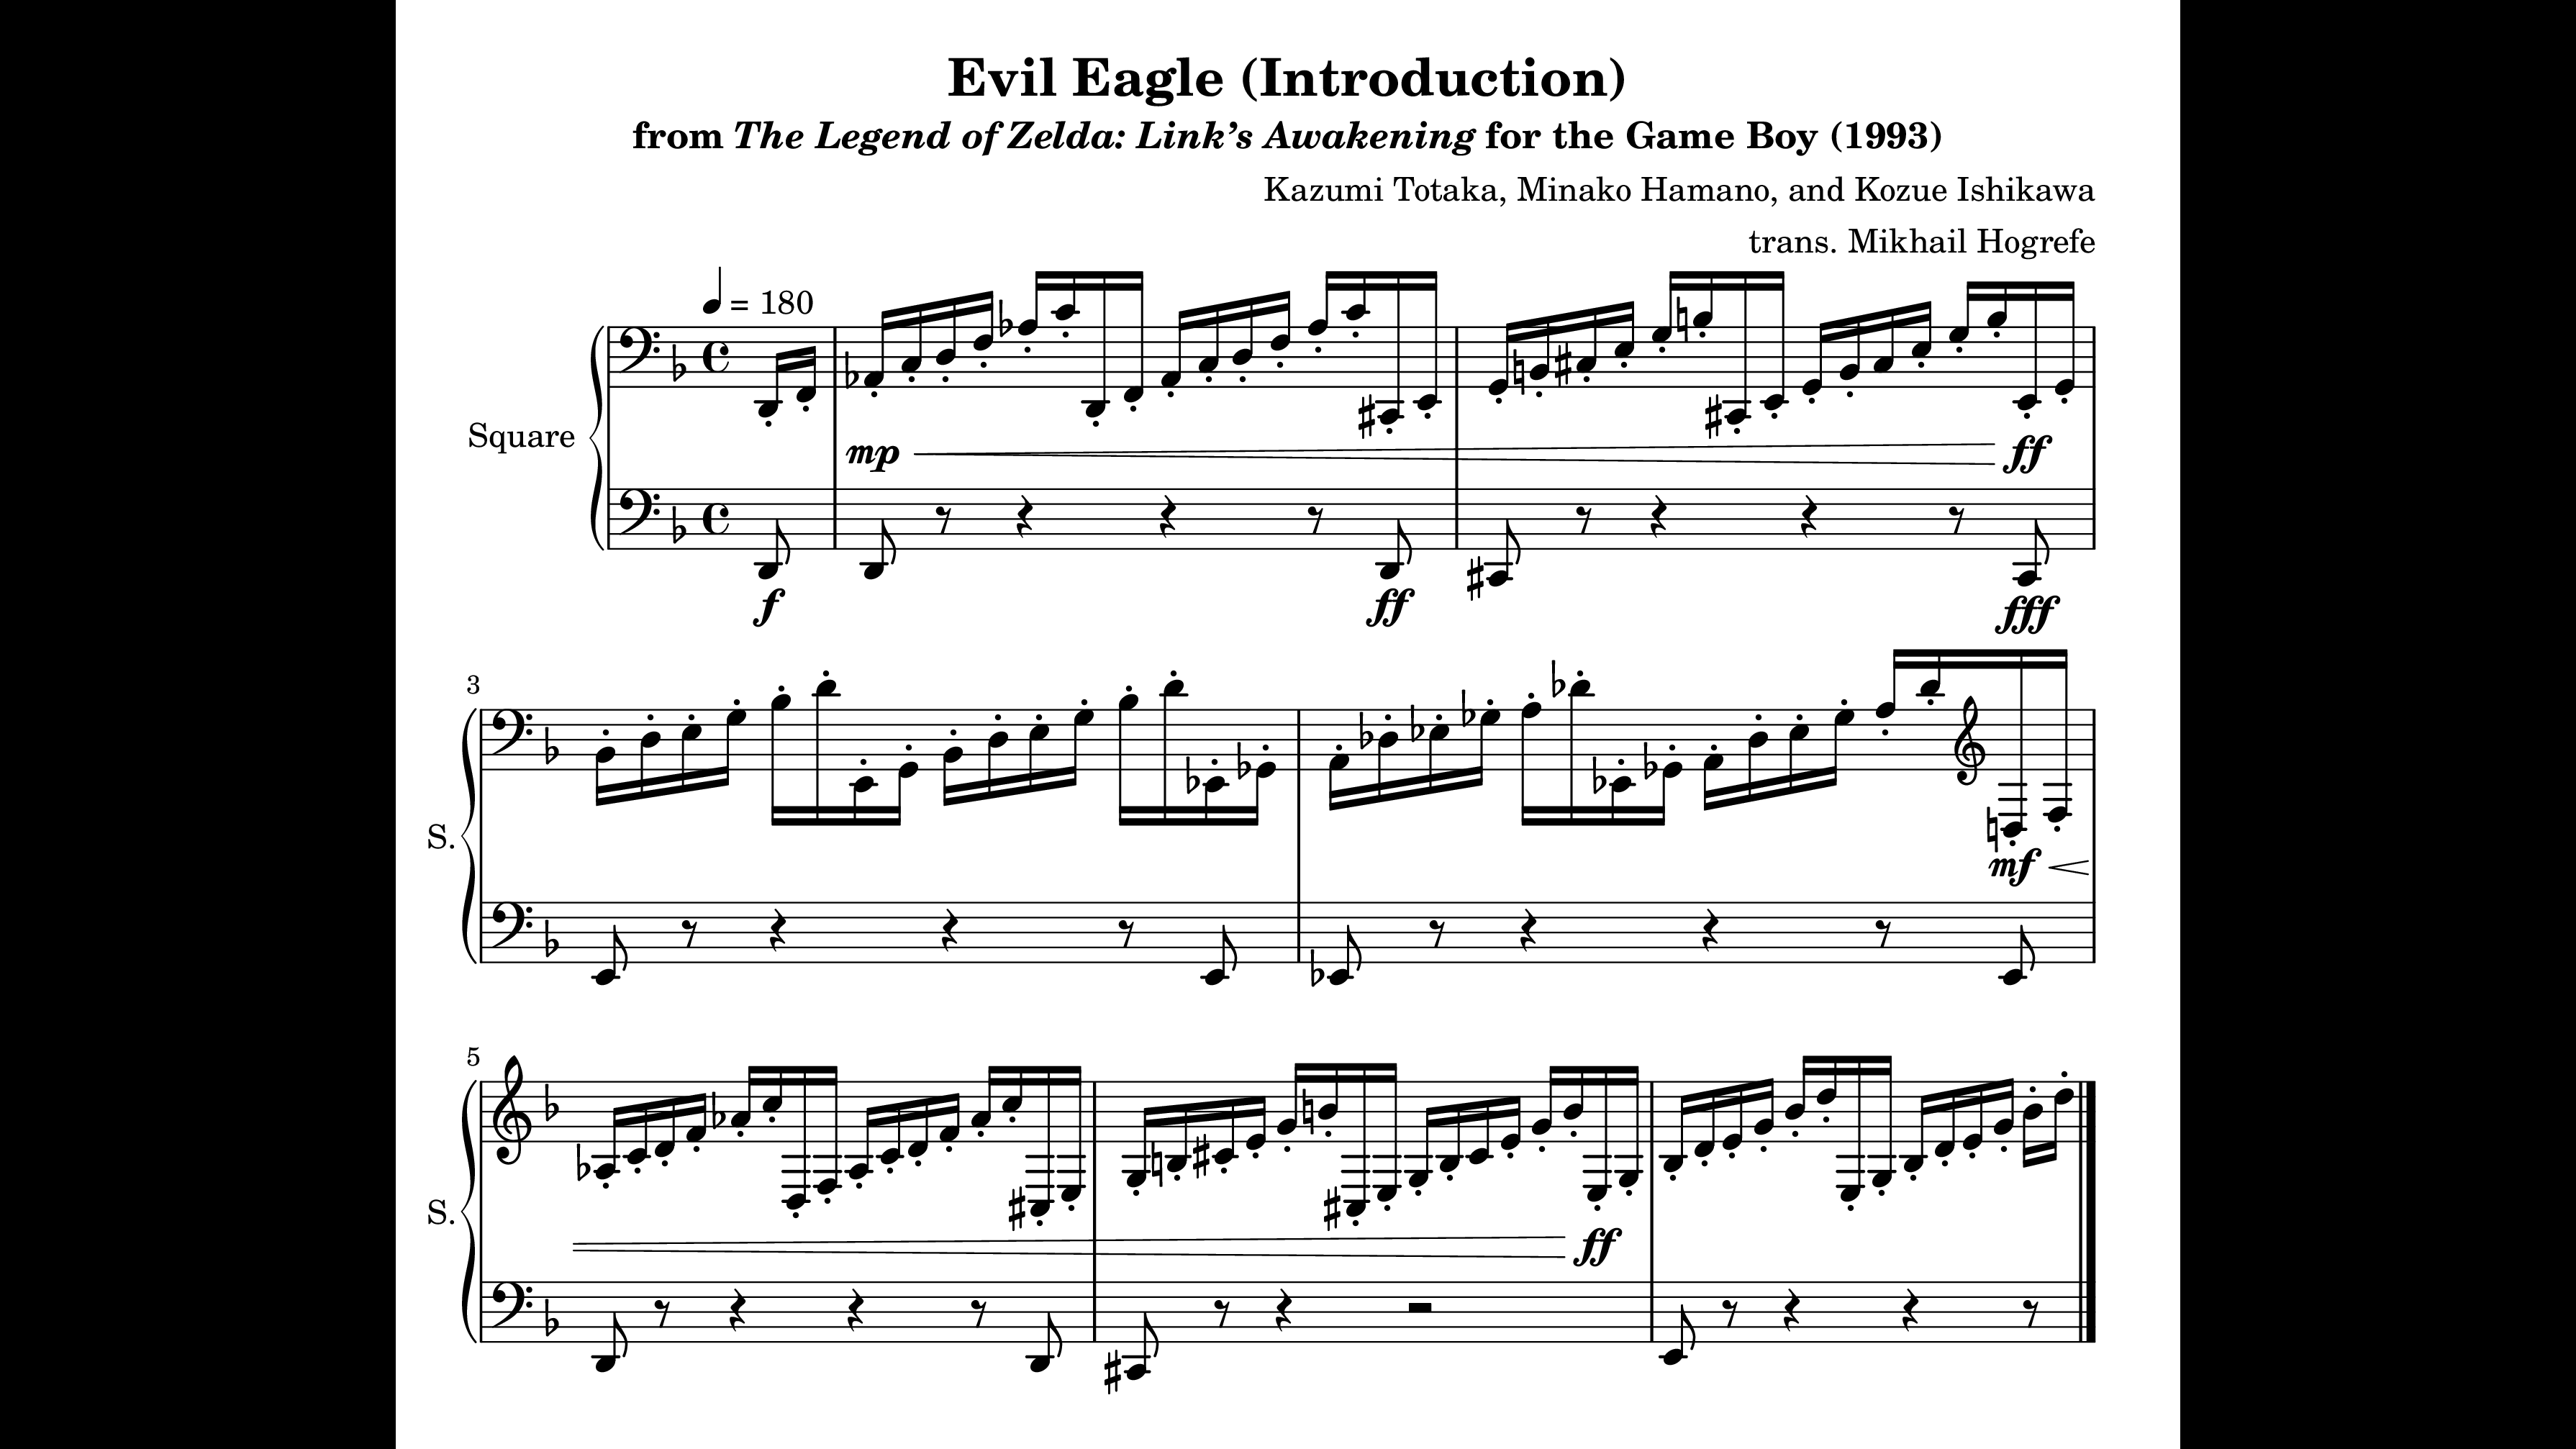 Evil Eagle (Introduction)
from The Legend of Zelda: Link’s Awakening for the Game Boy (1993)
Kazumi Totaka, Minako Hamano, and Kozue Ishikawa
trans. Mikhail Hogrefe
= 180
Square
mp
ff
f
ff
fff
3
S.
mf
5
S.
ff